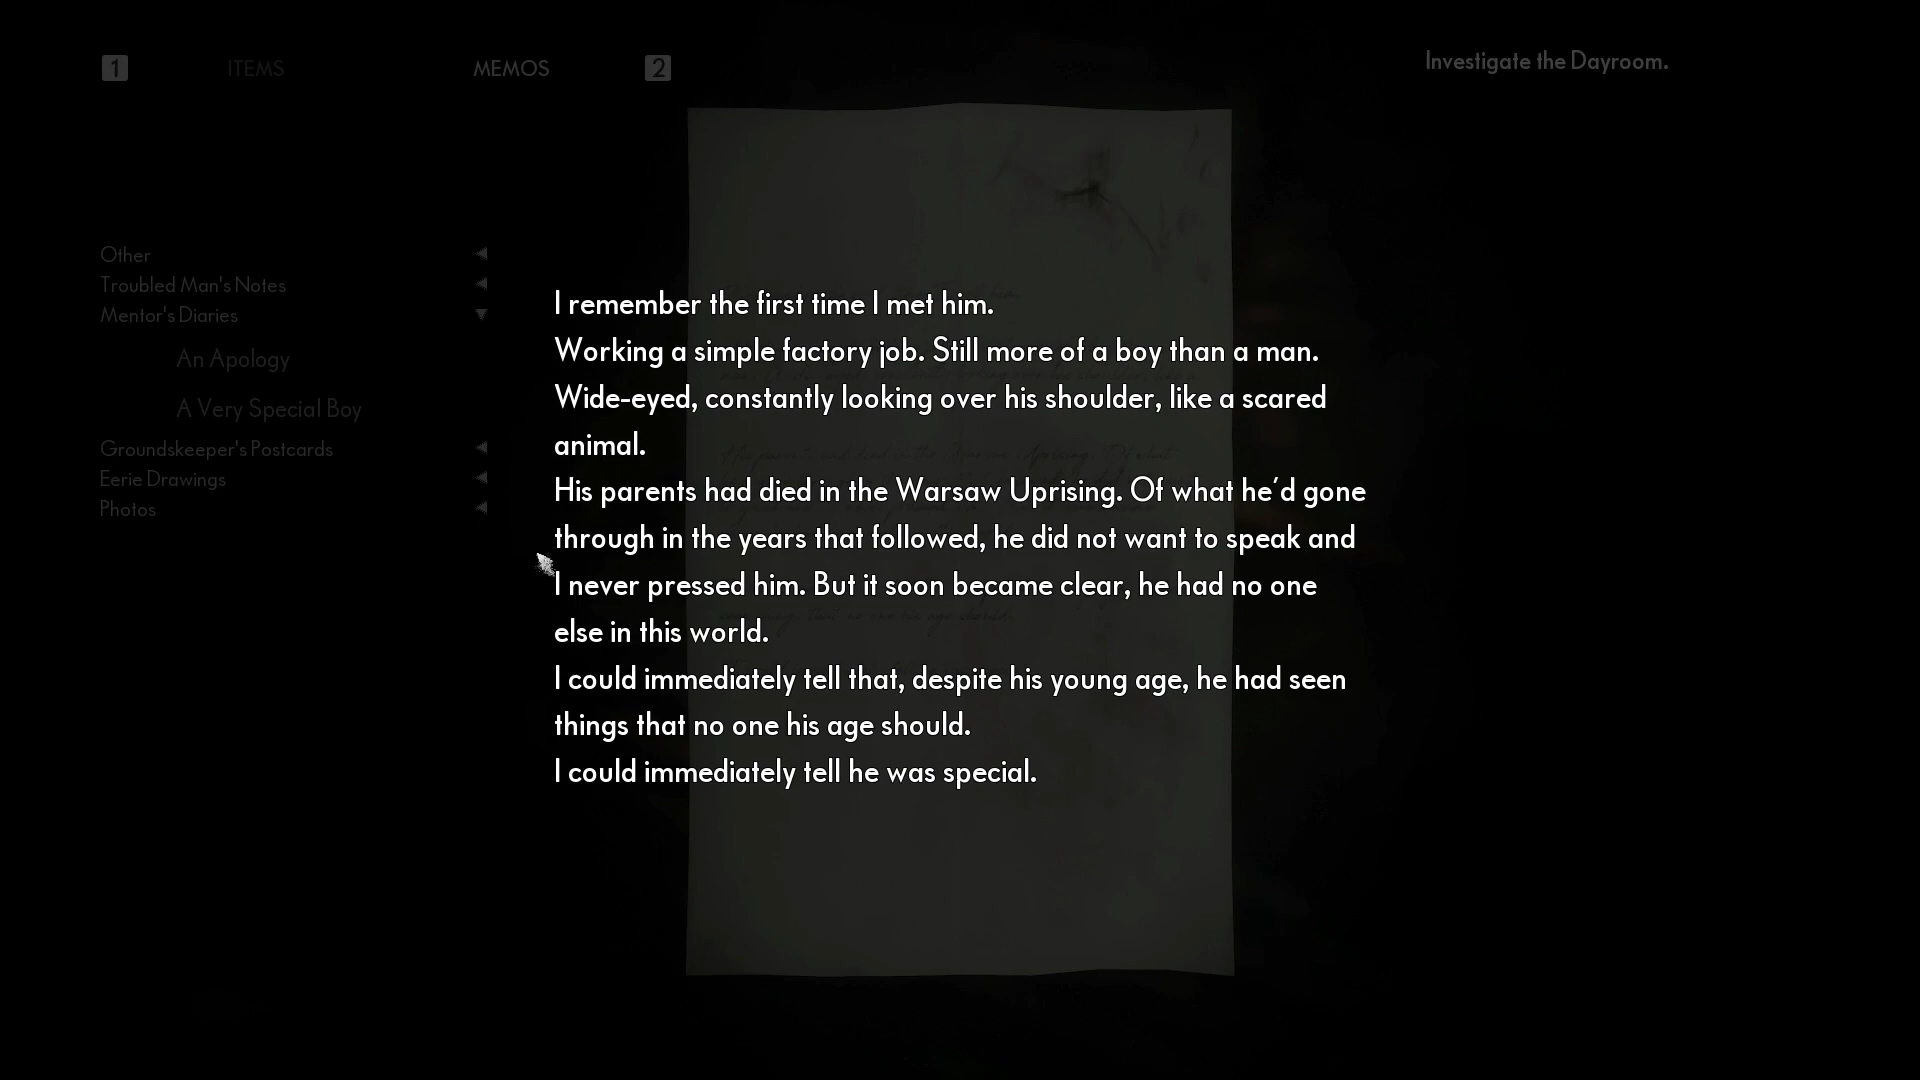 1 ITEMS MEMOS 2
Investigate the Dayroom.
Other
Troubled Man's Notes
Mentor's Diaries
An Apology
A Very Special Boy
Groundskeeper's Postcards
Eerie Drawings
Photos
I remember the first time I met him.
Working a simple factory job. Still more of a boy than a man.
Wide-eyed, constantly looking over his shoulder, like a scared
animal.
His parents had died in the Warsaw Uprising. Of what he´d gone
through in the years that followed, he did not want to speak and
I never pressed him. But it soon became clear, he had no one
else in this world.
I could immediately tell that, despite his young age, he had seen
things that no one his age should.
I could immediately tell he was special.